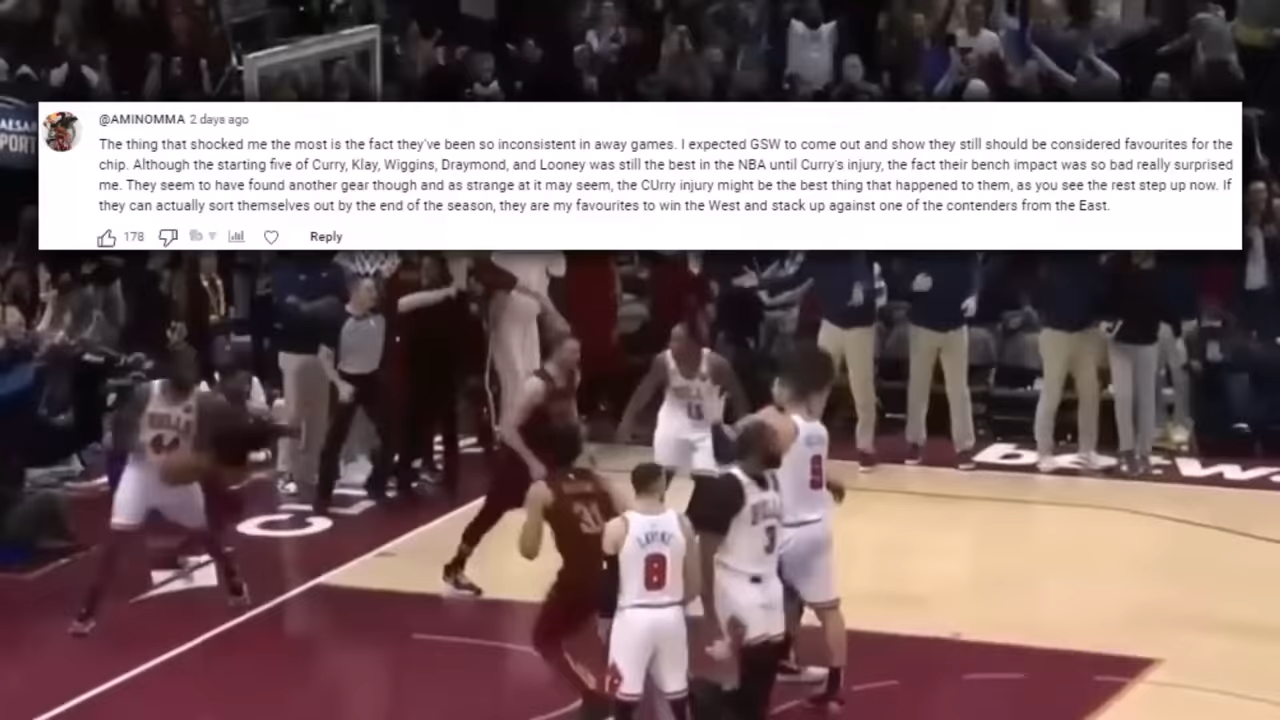 AESA
PORT
@AMINOMMA 2 days ago
The thing that shocked me the most is the fact they've been so inconsistent in away games. I expected GSW to come out and show they still should be considered favourites for the
chip. Although the starting five of Curry, Klay, Wiggins, Draymond, and Looney was still the best in the NBA until Curry's injury, the fact their bench impact was so bad really surprised
me. They seem to have found another gear though and as strange at it may seem, the CUrry injury might be the best thing that happened to them, as you see the rest step up now. If
they can actually sort themselves out by the end of the season, they are my favourites to win the West and stack up against one of the contenders from the East.
178 Reply
BULLS
44
31
LAVINE
8
3
9
C